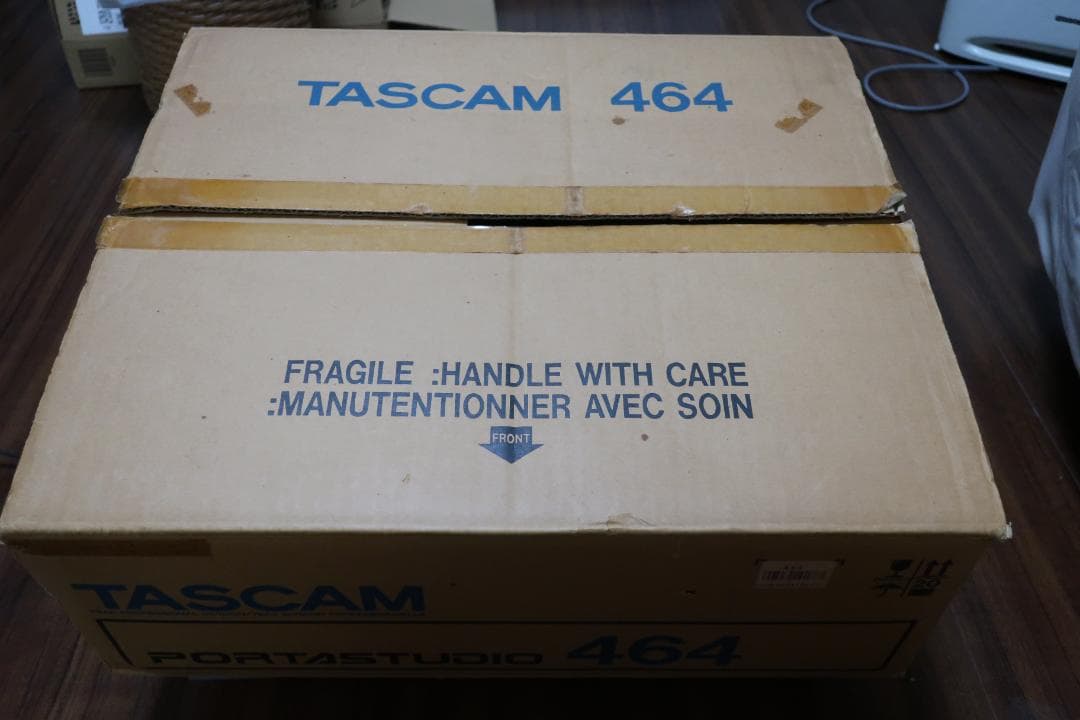 TASCAM 464
FRAGILE :HANDLE WITH CARE
:MANUTENTIONNER AVEC SOIN
FRONT
TASCAM
PORTASTUDIO 464